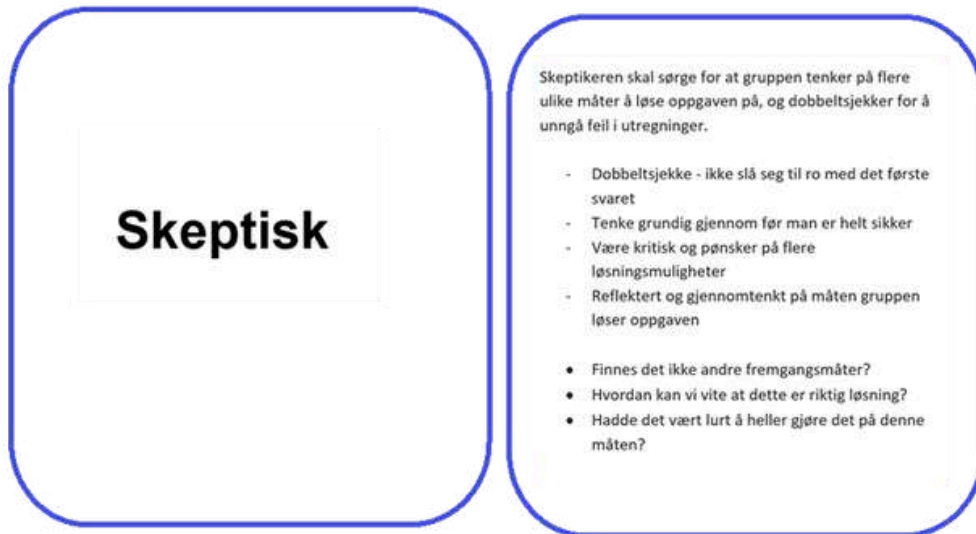 Skeptisk
Skeptikeren skal sørge for at gruppen tenker på flere
ulike måter å løse oppgaven på, og dobbeltsjekker for å
unngå feil i utregninger.
- Dobbeltsjekke - ikke slå seg til ro med det første
svaret
- Tenke grundig gjennom før man er helt sikker
- Være kritisk og pønsker på flere
løsningsmuligheter
- Reflektert og gjennomtenkt på måten gruppen
løser oppgaven
• Finnes det ikke andre fremgangsmåter?
• Hvordan kan vi vite at dette er riktig løsning?
• Hadde det vært lurt å heller gjøre det på denne
måten?